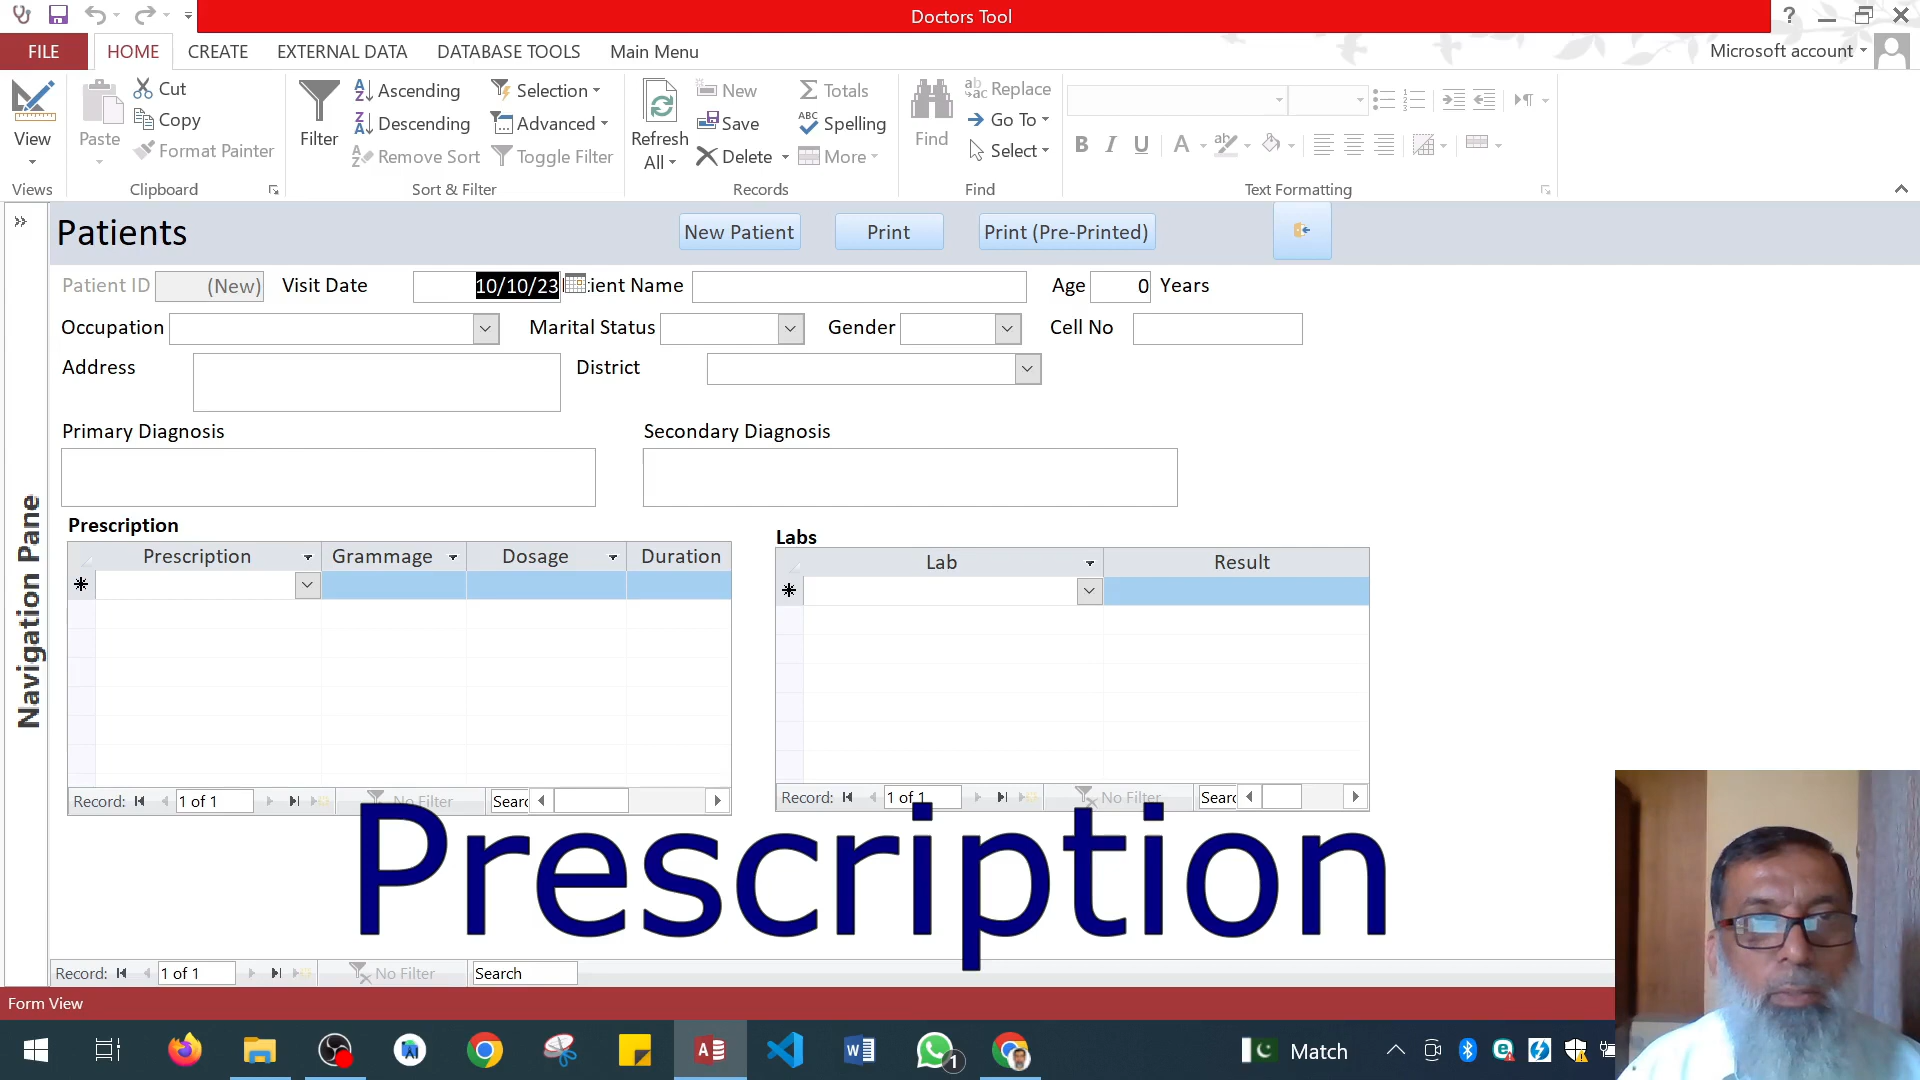 Doctors Tool
?
FILE HOME CREATE EXTERNAL DATA DATABASE TOOLS Main Menu Microsoft account
View Paste Cut Copy Format Painter Filter Ascending Descending Remove Sort Selection Advanced Toggle Filter Refresh All New Save Delete Totals Spelling More Find Replace Go To Select
Views Clipboard Sort & Filter Records Find Text Formatting
Patients New Patient Print Print (Pre-Printed)
Patient ID (New) Visit Date 10/10/23 tient Name Age 0 Years
Occupation Marital Status Gender Cell No
Address District
Primary Diagnosis Secondary Diagnosis
Navigation Pane
Prescription Labs
Prescription Grammage Dosage Duration Lab Result
Record: 1 of 1 No Filter Searc Record: 1 of 1 No Filter Searc
Prescription
Record: 1 of 1 No Filter Search
Form View
1 Match